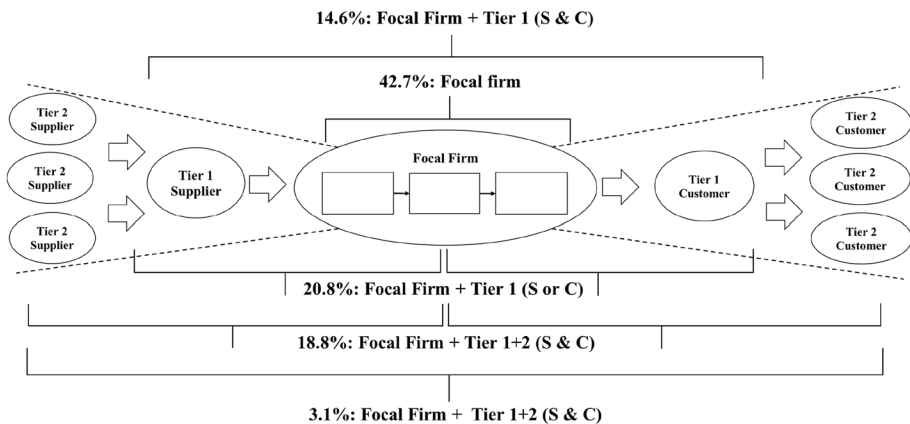 14.6%: Focal Firm + Tier 1 (S & C)
42.7%: Focal firm
Tier 2
Supplier
Tier 2
Supplier
Tier 2
Supplier
Tier 1
Supplier
Focal Firm
Tier 1
Customer
Tier 2
Customer
Tier 2
Customer
Tier 2
Customer
20.8%: Focal Firm + Tier 1 (S or C)
18.8%: Focal Firm + Tier 1+2 (S & C)
3.1%: Focal Firm + Tier 1+2 (S & C)